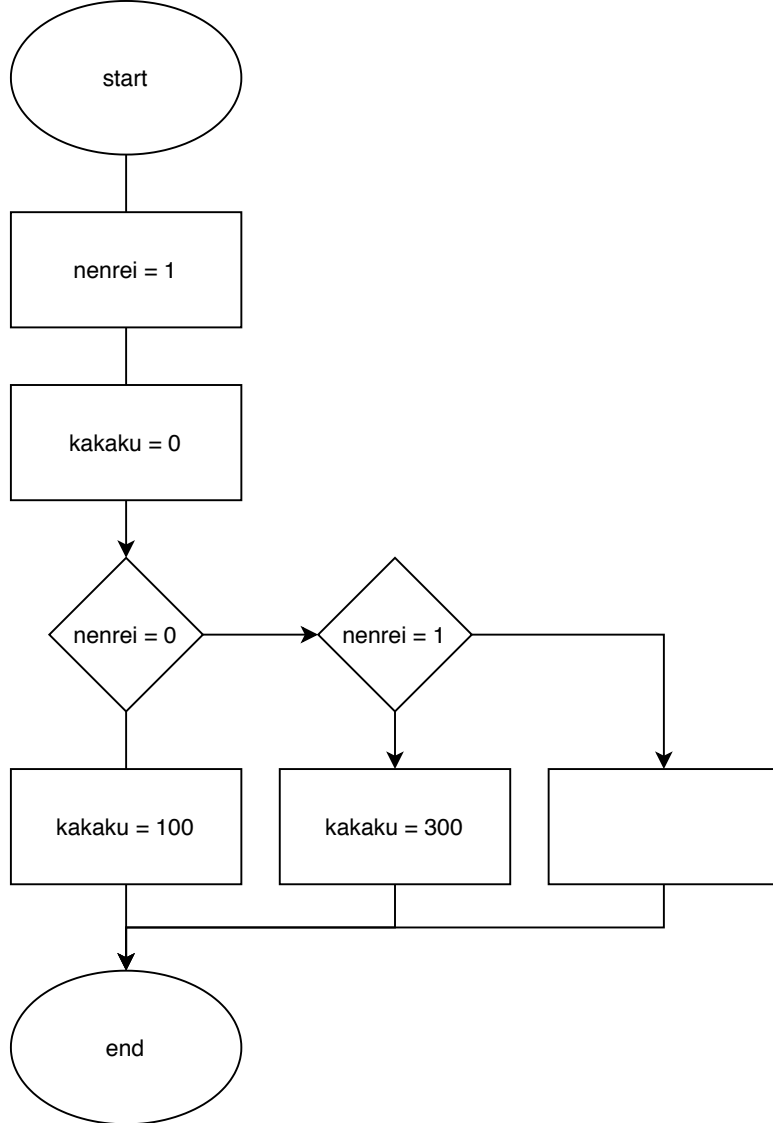 start
nenrei = 1
kakaku = 0
nenrei = 0
nenrei = 1
kakaku = 100
kakaku = 300
end